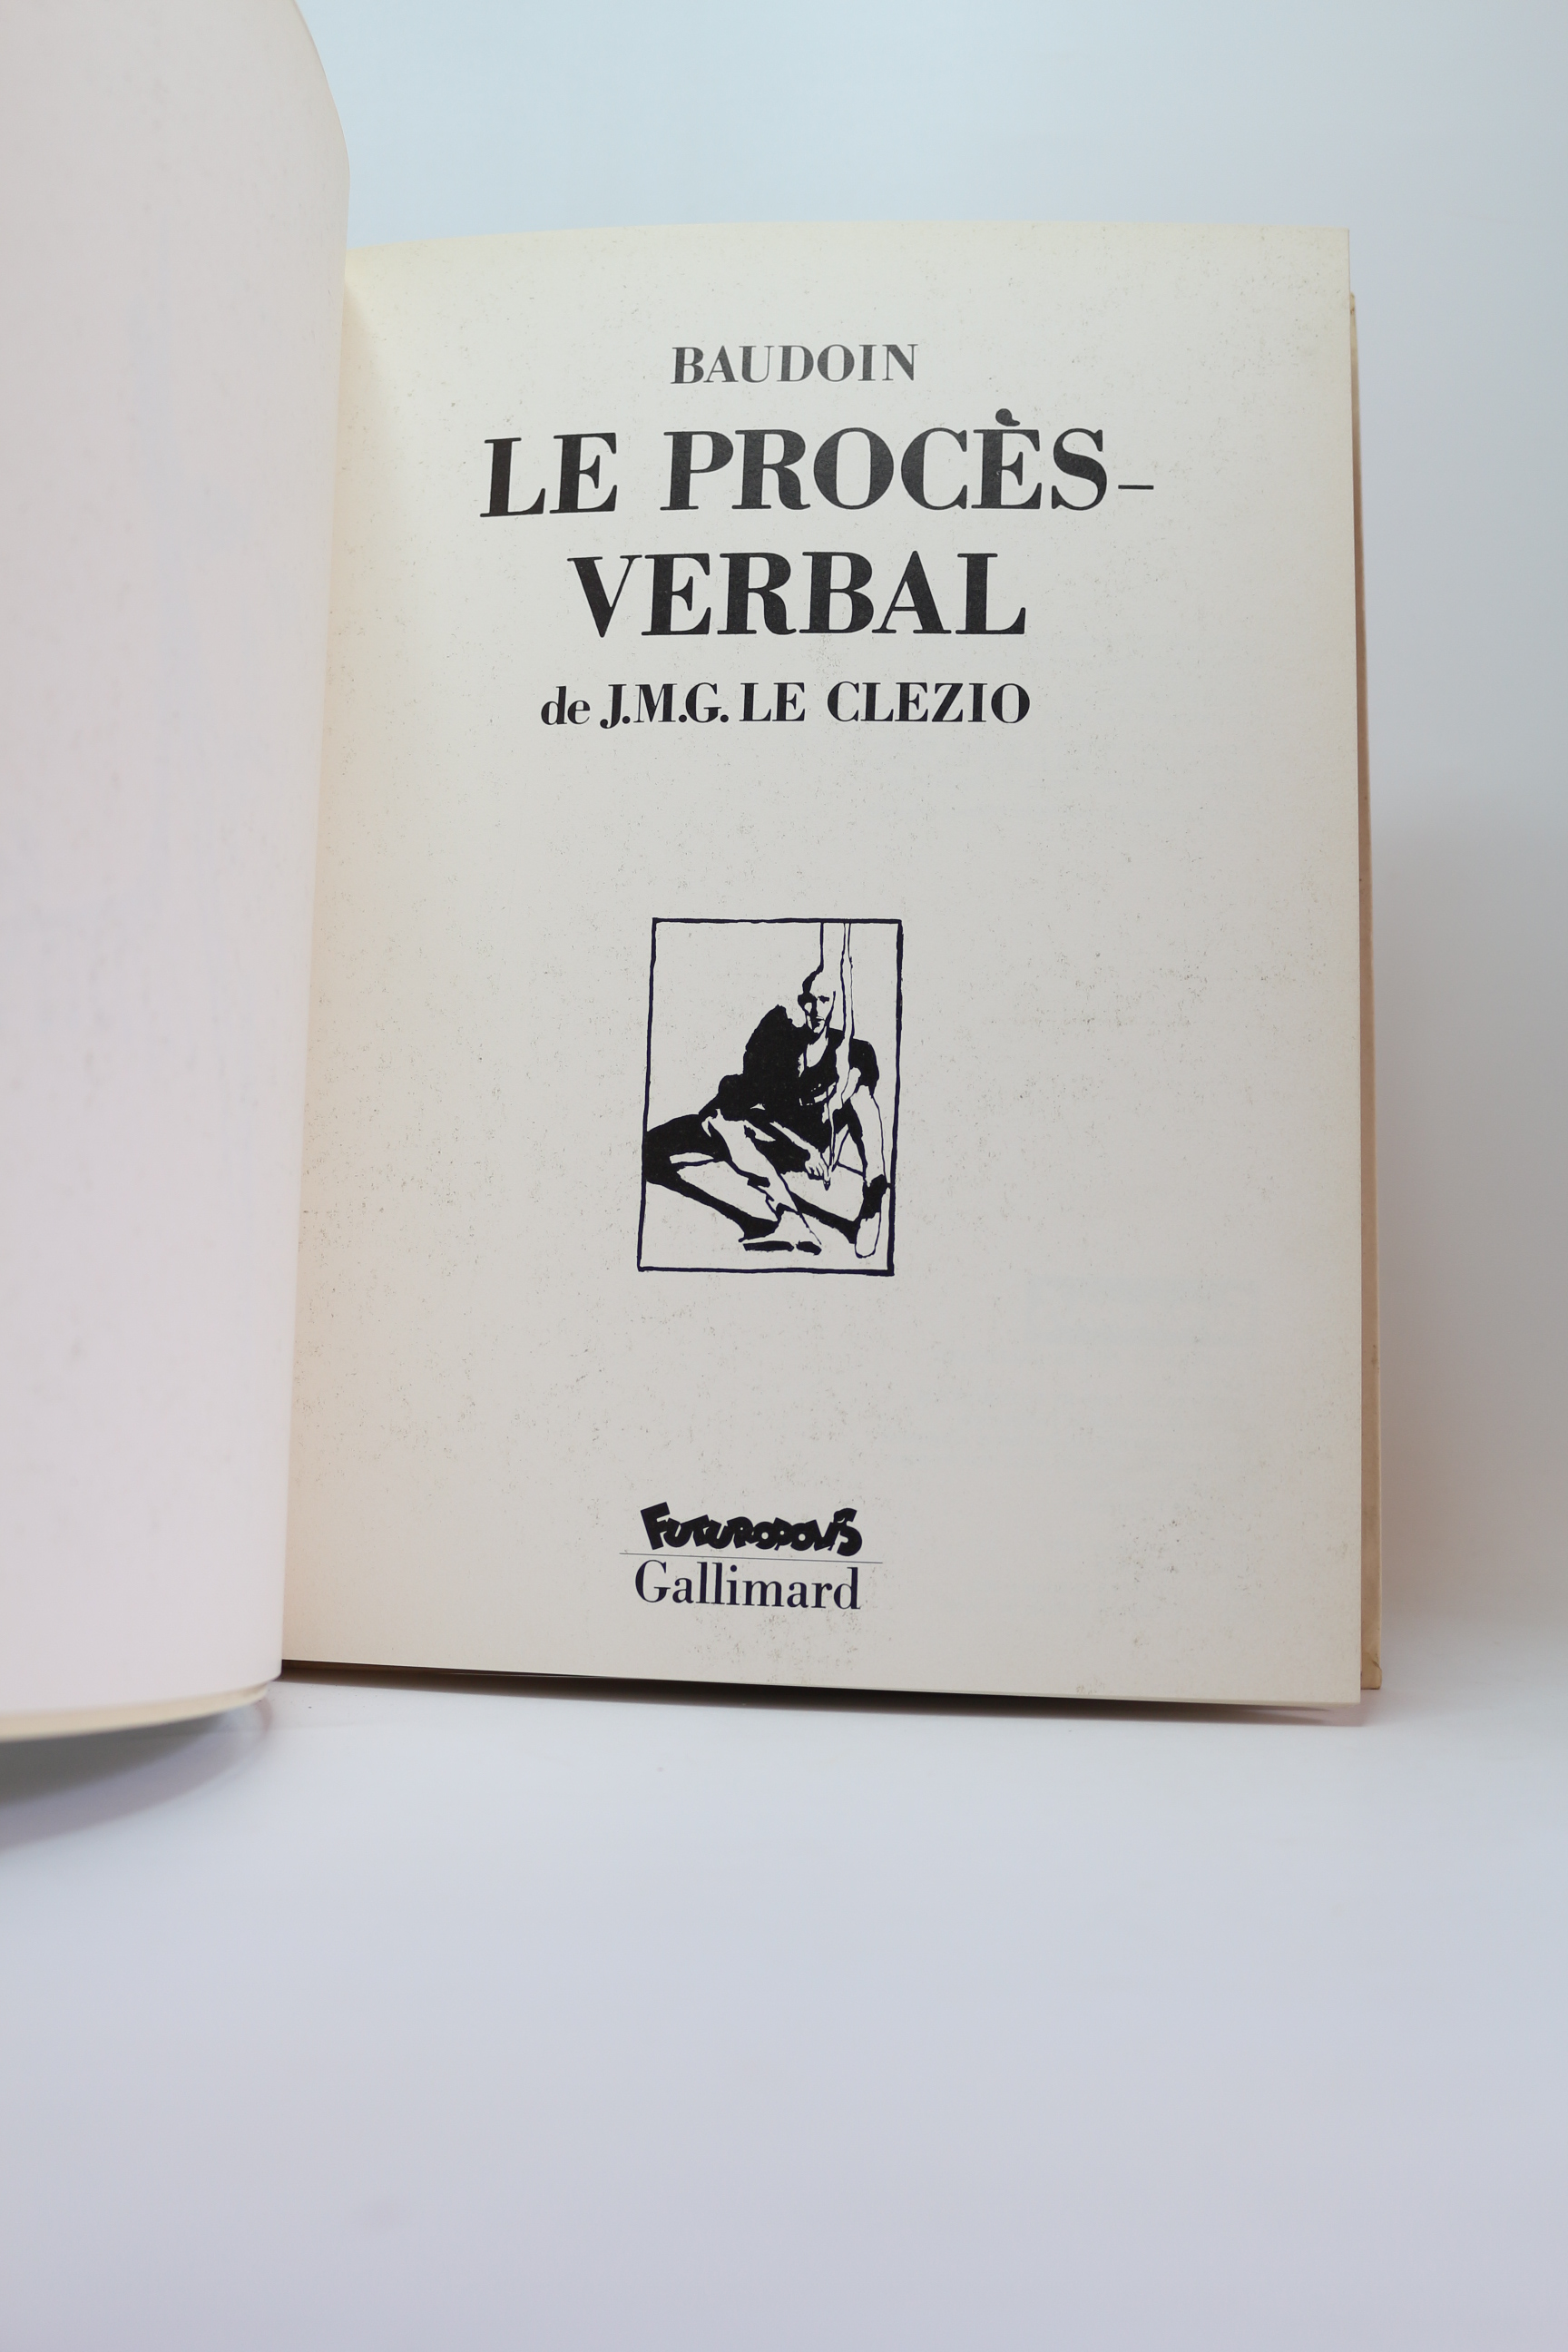 BAUDOIN
LE PROCÈS-
VERBAL
de J.M.G. LE CLEZIO
FUTUROPOLIS
Gallimard